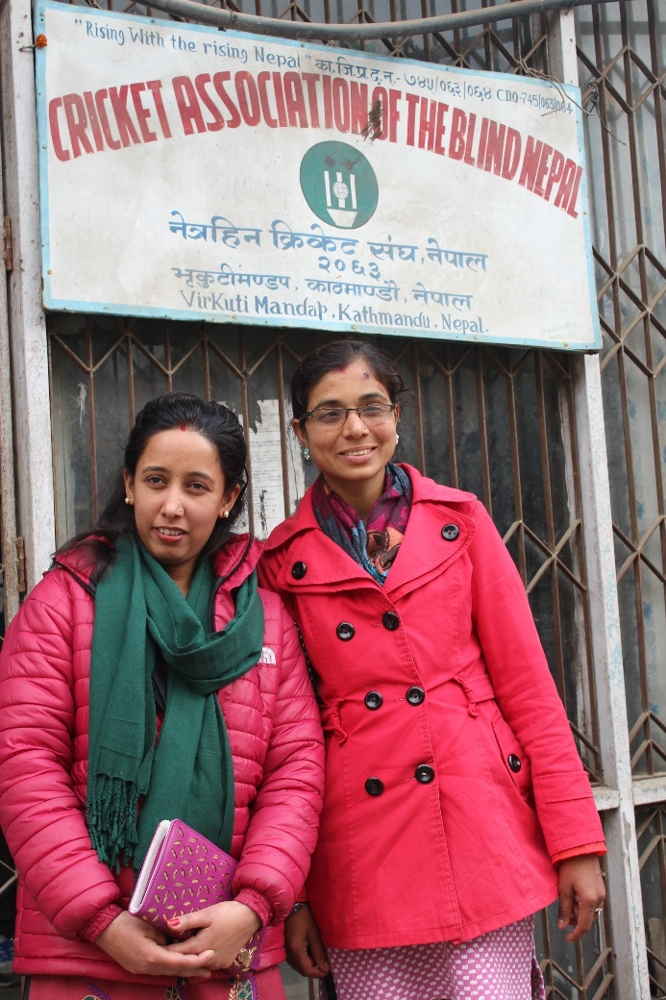 "Rising With the rising Nepal" का.जि.प्र.द.नं.- ७४५/०६३/०६४ CDO-745/063/064
CRICKET ASSOCIATION OF THE BLIND NEPAL
नेत्रहिन क्रिकेट संघ, नेपाल
२०६३
भृकुटीमण्डप, काठमाण्डौ, नेपाल
VirKuti Mandap, Kathmandu, Nepal.